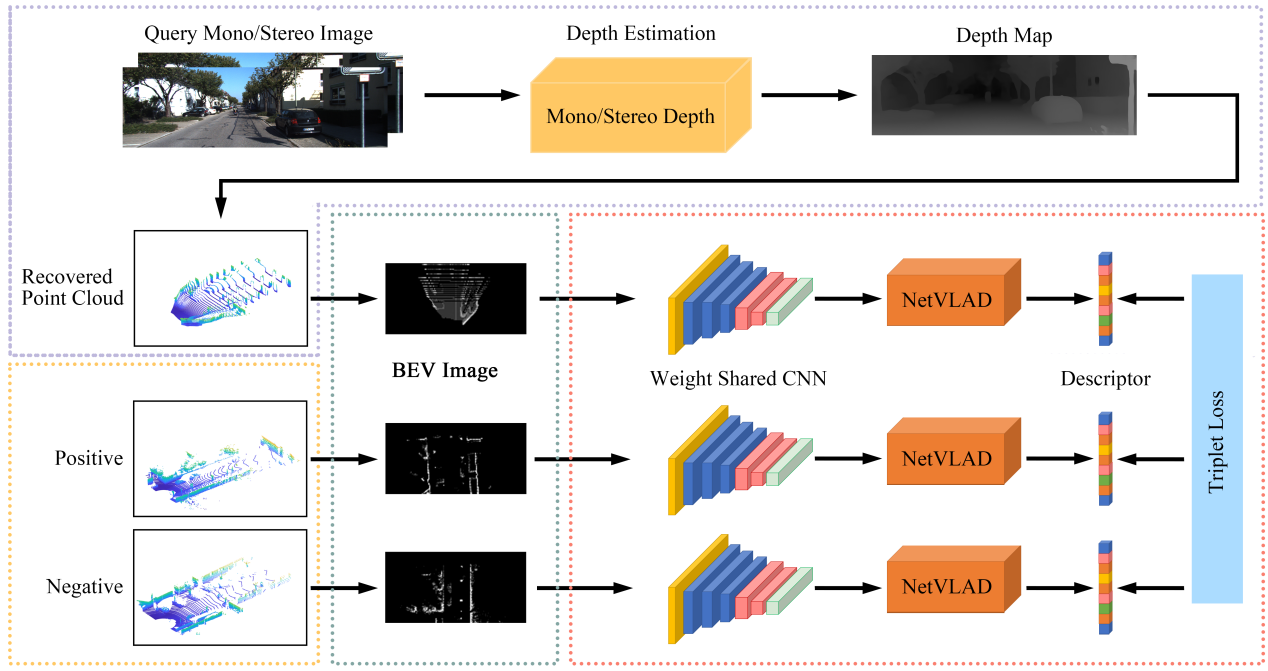 Query Mono/Stereo Image
Depth Estimation
Depth Map
Mono/Stereo Depth
Recovered
Point Cloud
NetVLAD
BEV Image
Weight Shared CNN
Descriptor
Triplet Loss
Positive
NetVLAD
Negative
NetVLAD